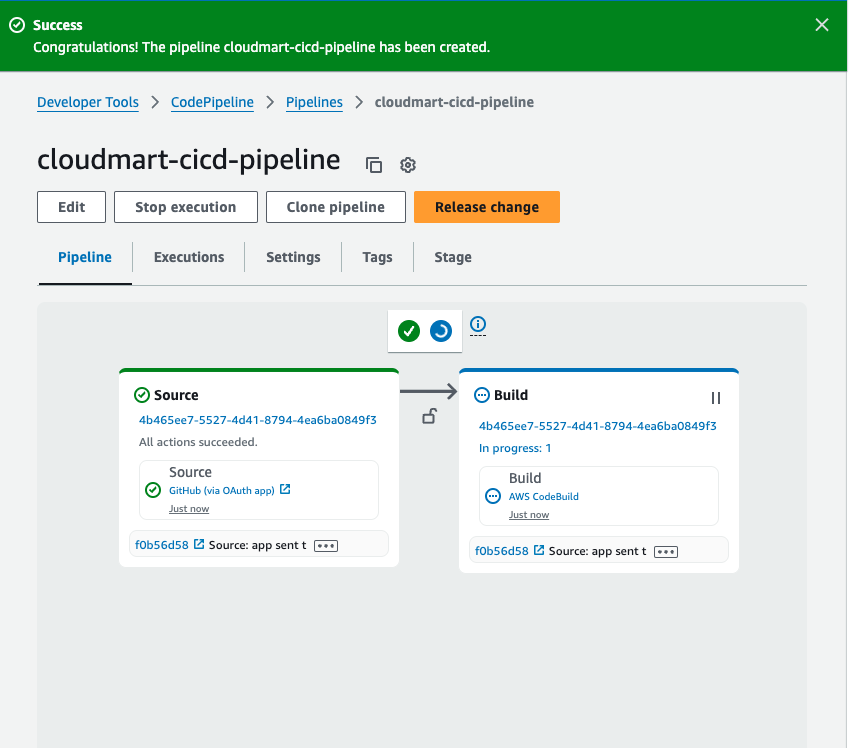 Success
Congratulations! The pipeline cloudmart-cicd-pipeline has been created.
Developer Tools > CodePipeline > Pipelines > cloudmart-cicd-pipeline
cloudmart-cicd-pipeline
Edit Stop execution Clone pipeline Release change
Pipeline Executions Settings Tags Stage
Source
4b465ee7-5527-4d41-8794-4ea6ba0849f3
All actions succeeded.
Source
GitHub (via OAuth app)
Just now
f0b56d58 Source: app sent t
Build
4b465ee7-5527-4d41-8794-4ea6ba0849f3
In progress: 1
Build
AWS CodeBuild
Just now
f0b56d58 Source: app sent t